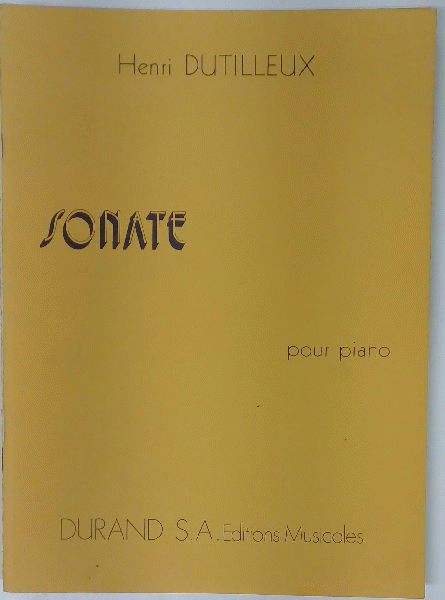 Henri DUTILLEUX
SONATE
pour piano
DURAND S.A. Editions Musicales